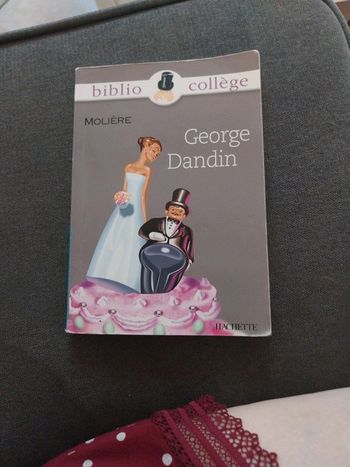 biblio collège
MOLIÈRE
George
Dandin
HACHETTE